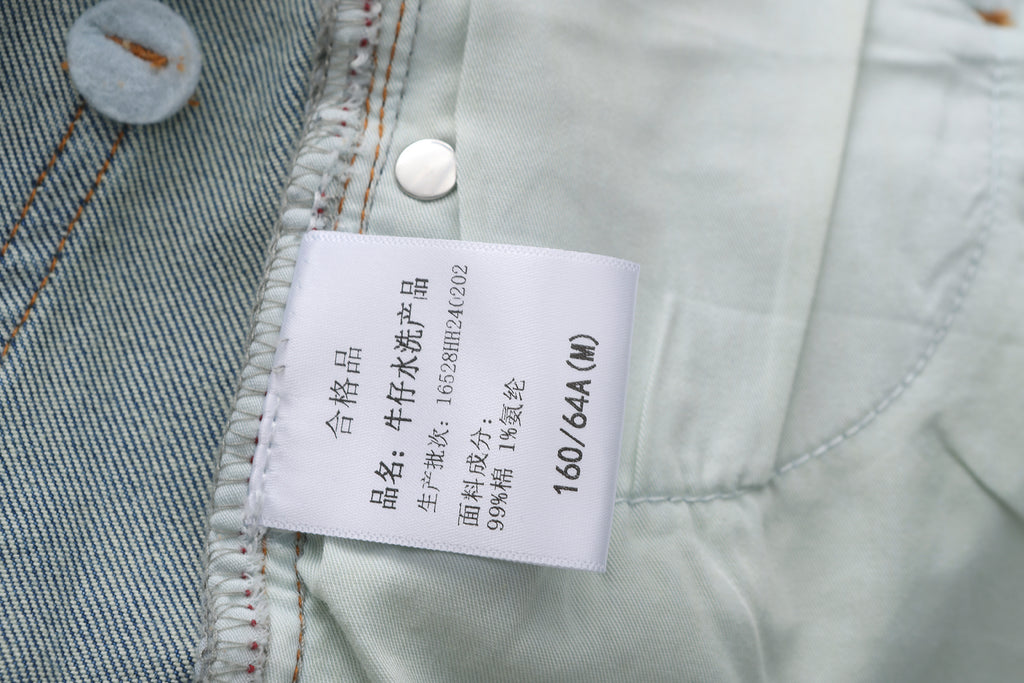 合格品
品名：牛仔水洗产品
生产批次：16528HH240202
面料成分：
99%棉 1%氨纶
160/64A(M)